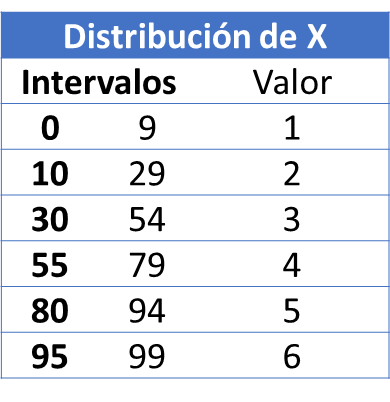 Distribución de X
Intervalos Valor
0 9 1
10 29 2
30 54 3
55 79 4
80 94 5
95 99 6